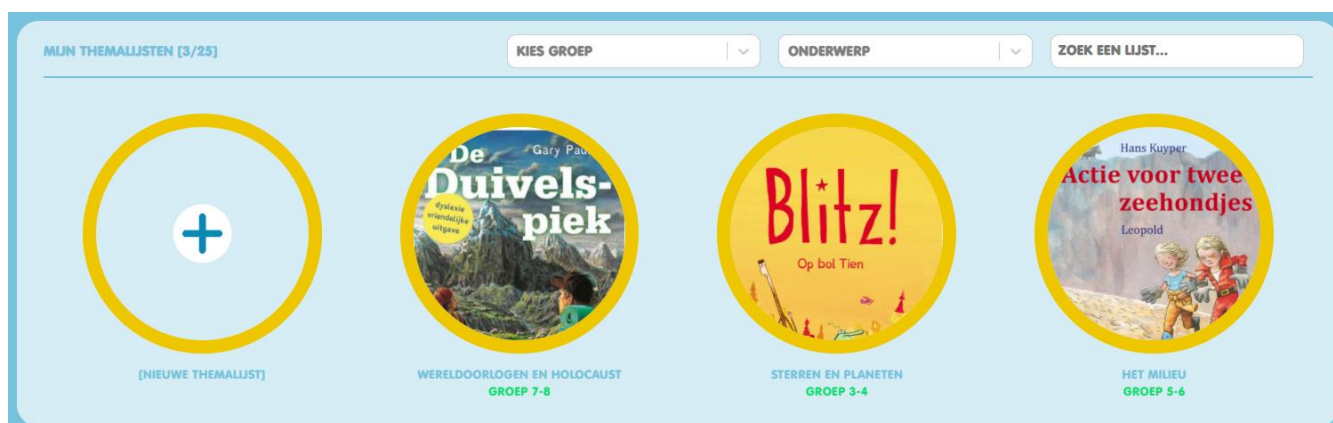 MIJN THEMALIJSTEN [3/25]
KIES GROEP
ONDERWERP
ZOEK EEN LIJST...
De
Gary
Duivels-
piek
dyslexie
vriendelijke
uitgave
Blitz!
Op bol Tien
Hans Kuyper
Actie voor twee
zeehondjes
Leopold
[NIEUWE THEMALIJST]
WERELDOORLOGEN EN HOLOCAUST
GROEP 7-8
STERREN EN PLANETEN
GROEP 3-4
HET MILIEU
GROEP 5-6